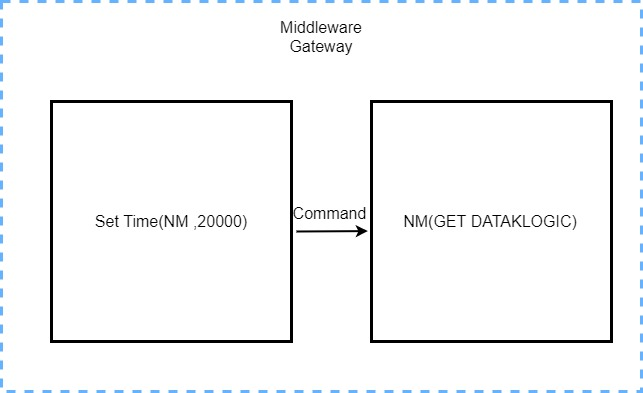 Middleware
Gateway
Set Time(NM ,20000)
Command
NM(GET DATAKLOGIC)